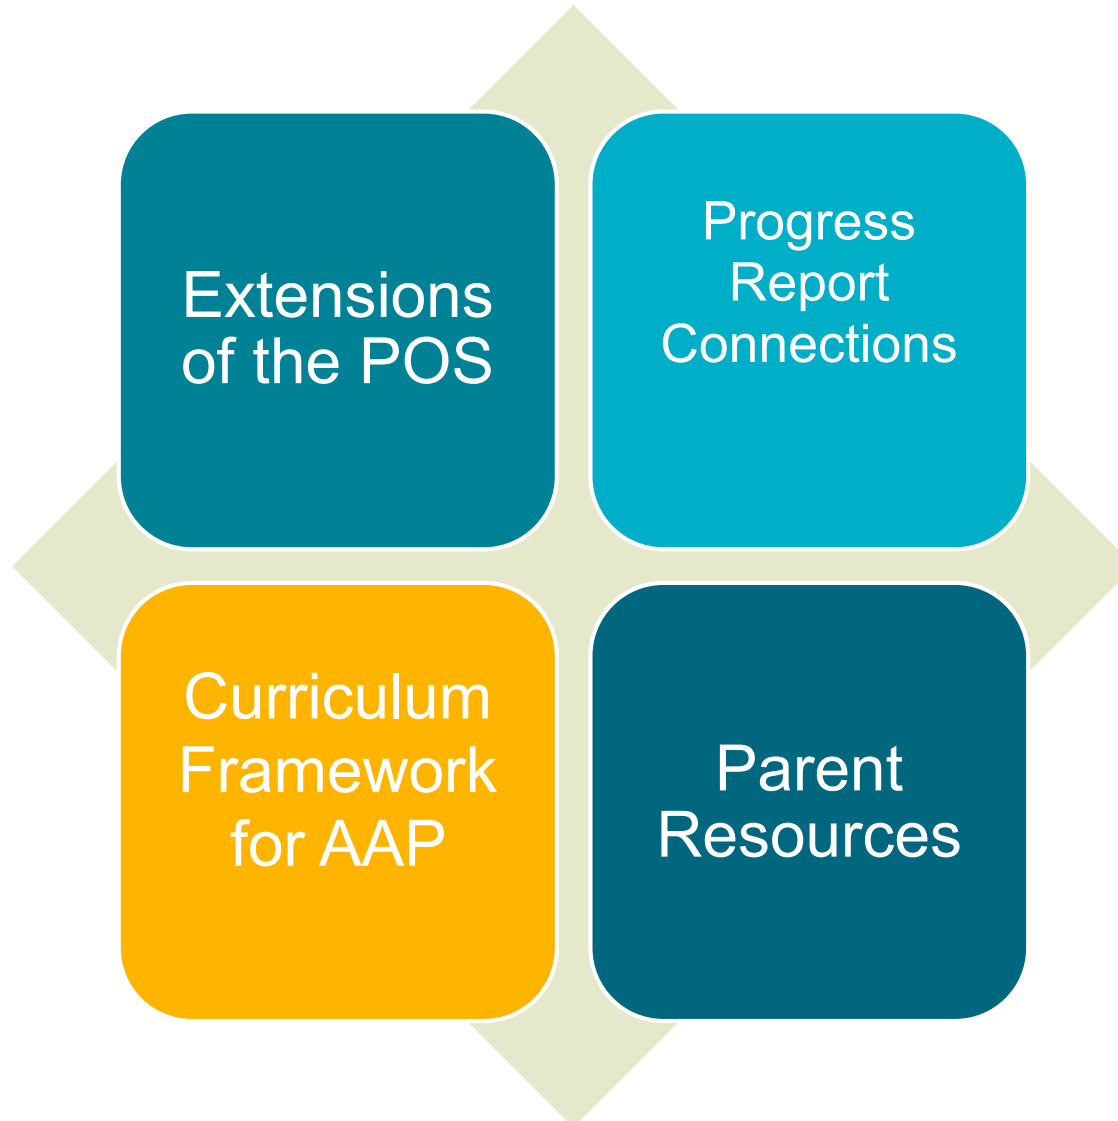 Extensions
of the POS
Progress
Report
Connections
Curriculum
Framework
for AAP
Parent
Resources